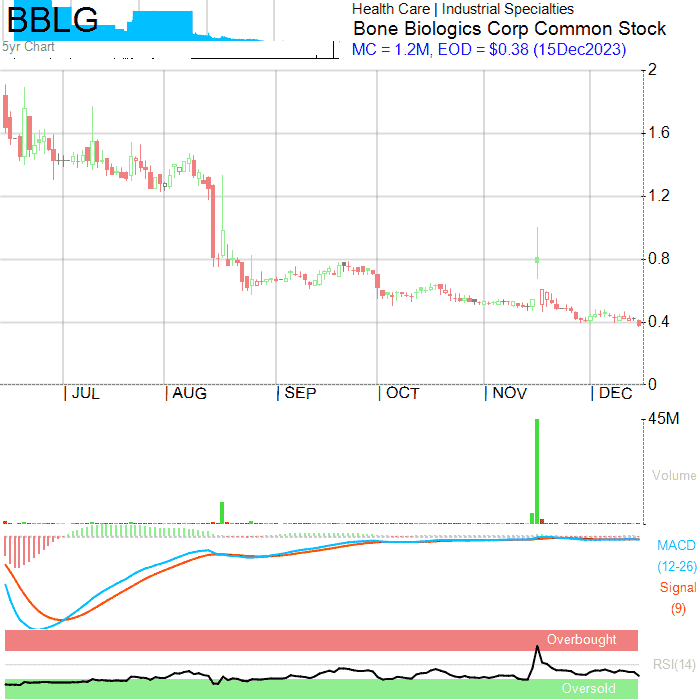 BBLG
Health Care | Industrial Specialties
Bone Biologics Corp Common Stock
5yr Chart
MC = 1.2M, EOD = $0.38 (15Dec2023)
2
1.6
1.2
0.8
0.4
0
JUL AUG SEP OCT NOV DEC
45M
Volume
MACD
(12-26)
Signal
(9)
Overbought
RSI(14)
Oversold